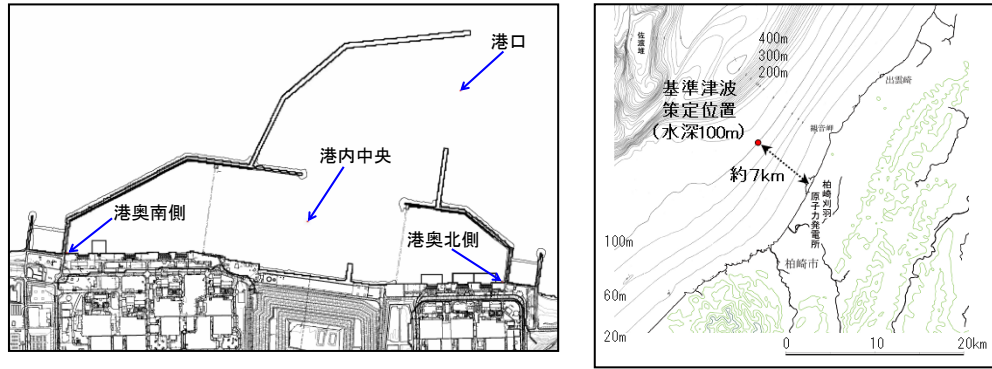 港口
港内中央
港奥南側
港奥北側
佐渡堆
400m
300m
200m
出雲崎
基準津波
策定位置
(水深100m)
観音岬
約7km
柏崎刈羽
原子力発電所
100m
柏崎市
60m
20m
0
10
20km